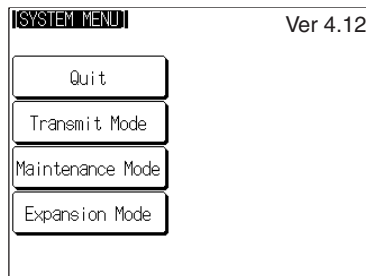 [SYSTEM MENU]
Ver 4.12
Quit
Transmit Mode
Maintenance Mode
Expansion Mode